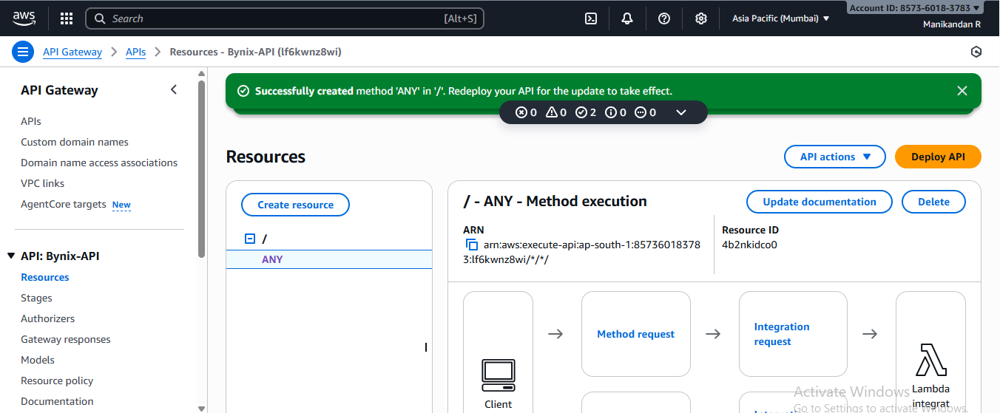 aws
Search
[Alt+S]
Asia Pacific (Mumbai)
Account ID: 8573-6018-3783
Manikandan R
API Gateway
APIs
Resources - Bynix-API (lf6kwnz8wi)
API Gateway
APIs
Custom domain names
Domain name access associations
VPC links
AgentCore targets New
API: Bynix-API
Resources
Stages
Authorizers
Gateway responses
Models
Resource policy
Documentation
Successfully created method 'ANY' in '/'. Redeploy your API for the update to take effect.
0 0 2 0 0
Resources
API actions
Deploy API
Create resource
/
ANY
/ - ANY - Method execution
Update documentation
Delete
ARN
arn:aws:execute-api:ap-south-1:85736018378
3:lf6kwnz8wi/*/*/
Resource ID
4b2nkidco0
Client
Method request
Integration
request
Lambda
integrat
Activate Windows
Go to Settings to activate Windows.